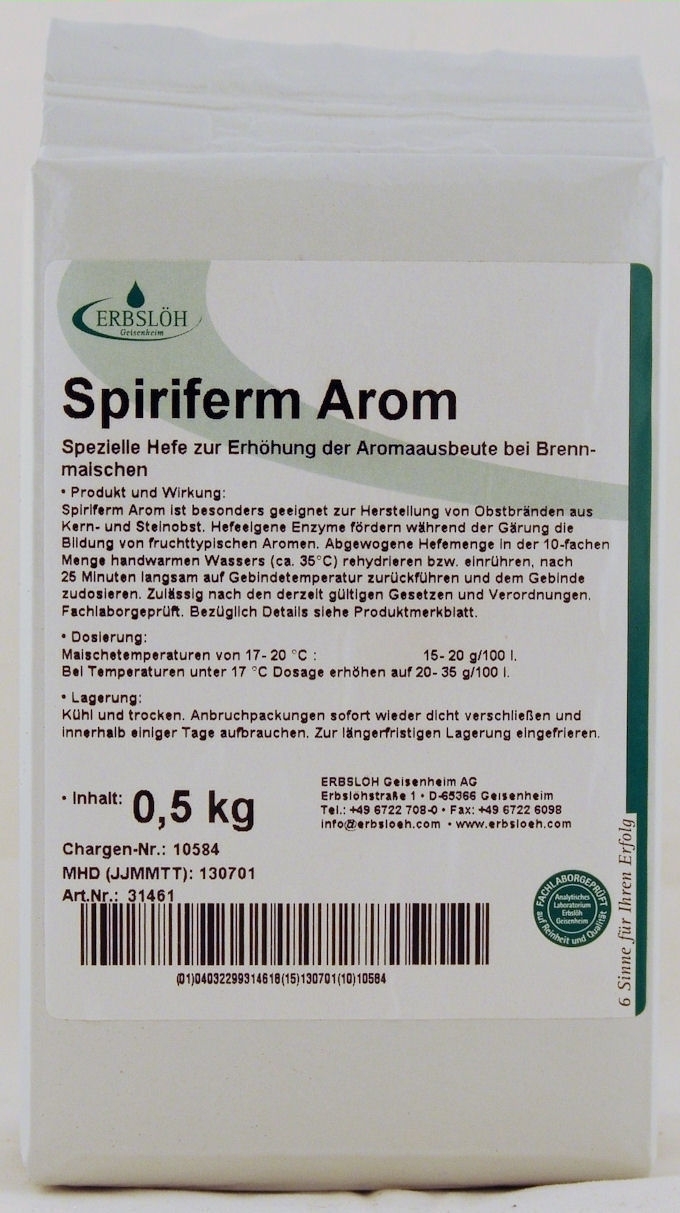 ERBSLÖH
Geisenheim
Spiriferm Arom
Spezielle Hefe zur Erhöhung der Aromaausbeute bei Brenn-
maischen
• Produkt und Wirkung:
Spiriferm Arom ist besonders geeignet zur Herstellung von Obstbränden aus
Kern- und Steinobst. Hefeeigene Enzyme fördern während der Gärung die
Bildung von fruchttypischen Aromen. Abgewogene Hefemenge in der 10-fachen
Menge handwarmen Wassers (ca. 35°C) rehydrieren bzw. einrühren, nach
25 Minuten langsam auf Gebindetemperatur zurückführen und dem Gebinde
zudosieren. Zulässig nach den derzeit gültigen Gesetzen und Verordnungen.
Fachlaborgeprüft. Bezüglich Details siehe Produktmerkblatt.
• Dosierung:
Maischetemperaturen von 17- 20 °C : 15- 20 g/100 l.
Bei Temperaturen unter 17 °C Dosage erhöhen auf 20- 35 g/100 l.
• Lagerung:
Kühl und trocken. Anbruchpackungen sofort wieder dicht verschließen und
innerhalb einiger Tage aufbrauchen. Zur längerfristigen Lagerung eingefrieren.
• Inhalt: 0,5 kg
ERBSLÖH Geisenheim AG
Erbslöhstraße 1 • D-65366 Geisenheim
Tel.: +49 6722 708-0 • Fax: +49 6722 6098
info@erbsloeh.com • www.erbsloeh.com
Chargen-Nr.: 10584
MHD (JJMMTT): 130701
Art.Nr.: 31461
(01)04032299314618(15)130701(10)10584
FACHLABORGEPRÜFT
Analytisches
Laboratorium
Erbslöh
Geisenheim
auf Reinheit und Qualität
6 Sinne für Ihren Erfolg